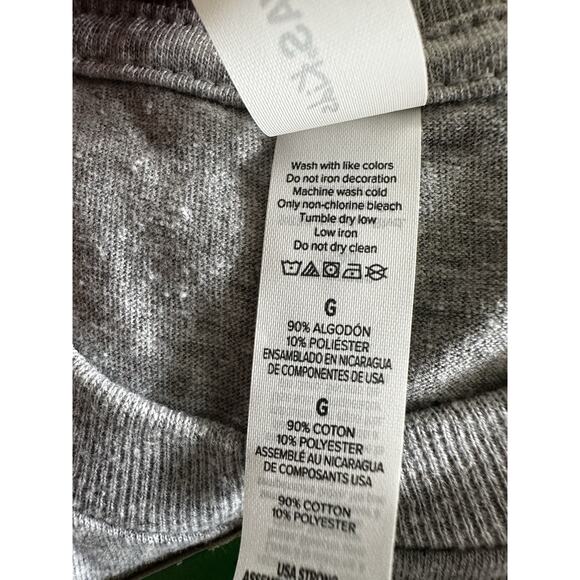 Wash with like colors
Do not iron decoration
Machine wash cold
Only non-chlorine bleach
Tumble dry low
Low iron
Do not dry clean
G
90% ALGODÓN
10% POLIÉSTER
ENSAMBLADO EN NICARAGUA
DE COMPONENTES DE USA
G
90% COTON
10% POLYESTER
ASSEMBLÉ AU NICARAGUA
DE COMPOSANTS USA
90% COTTON
10% POLYESTER
USA STRONG